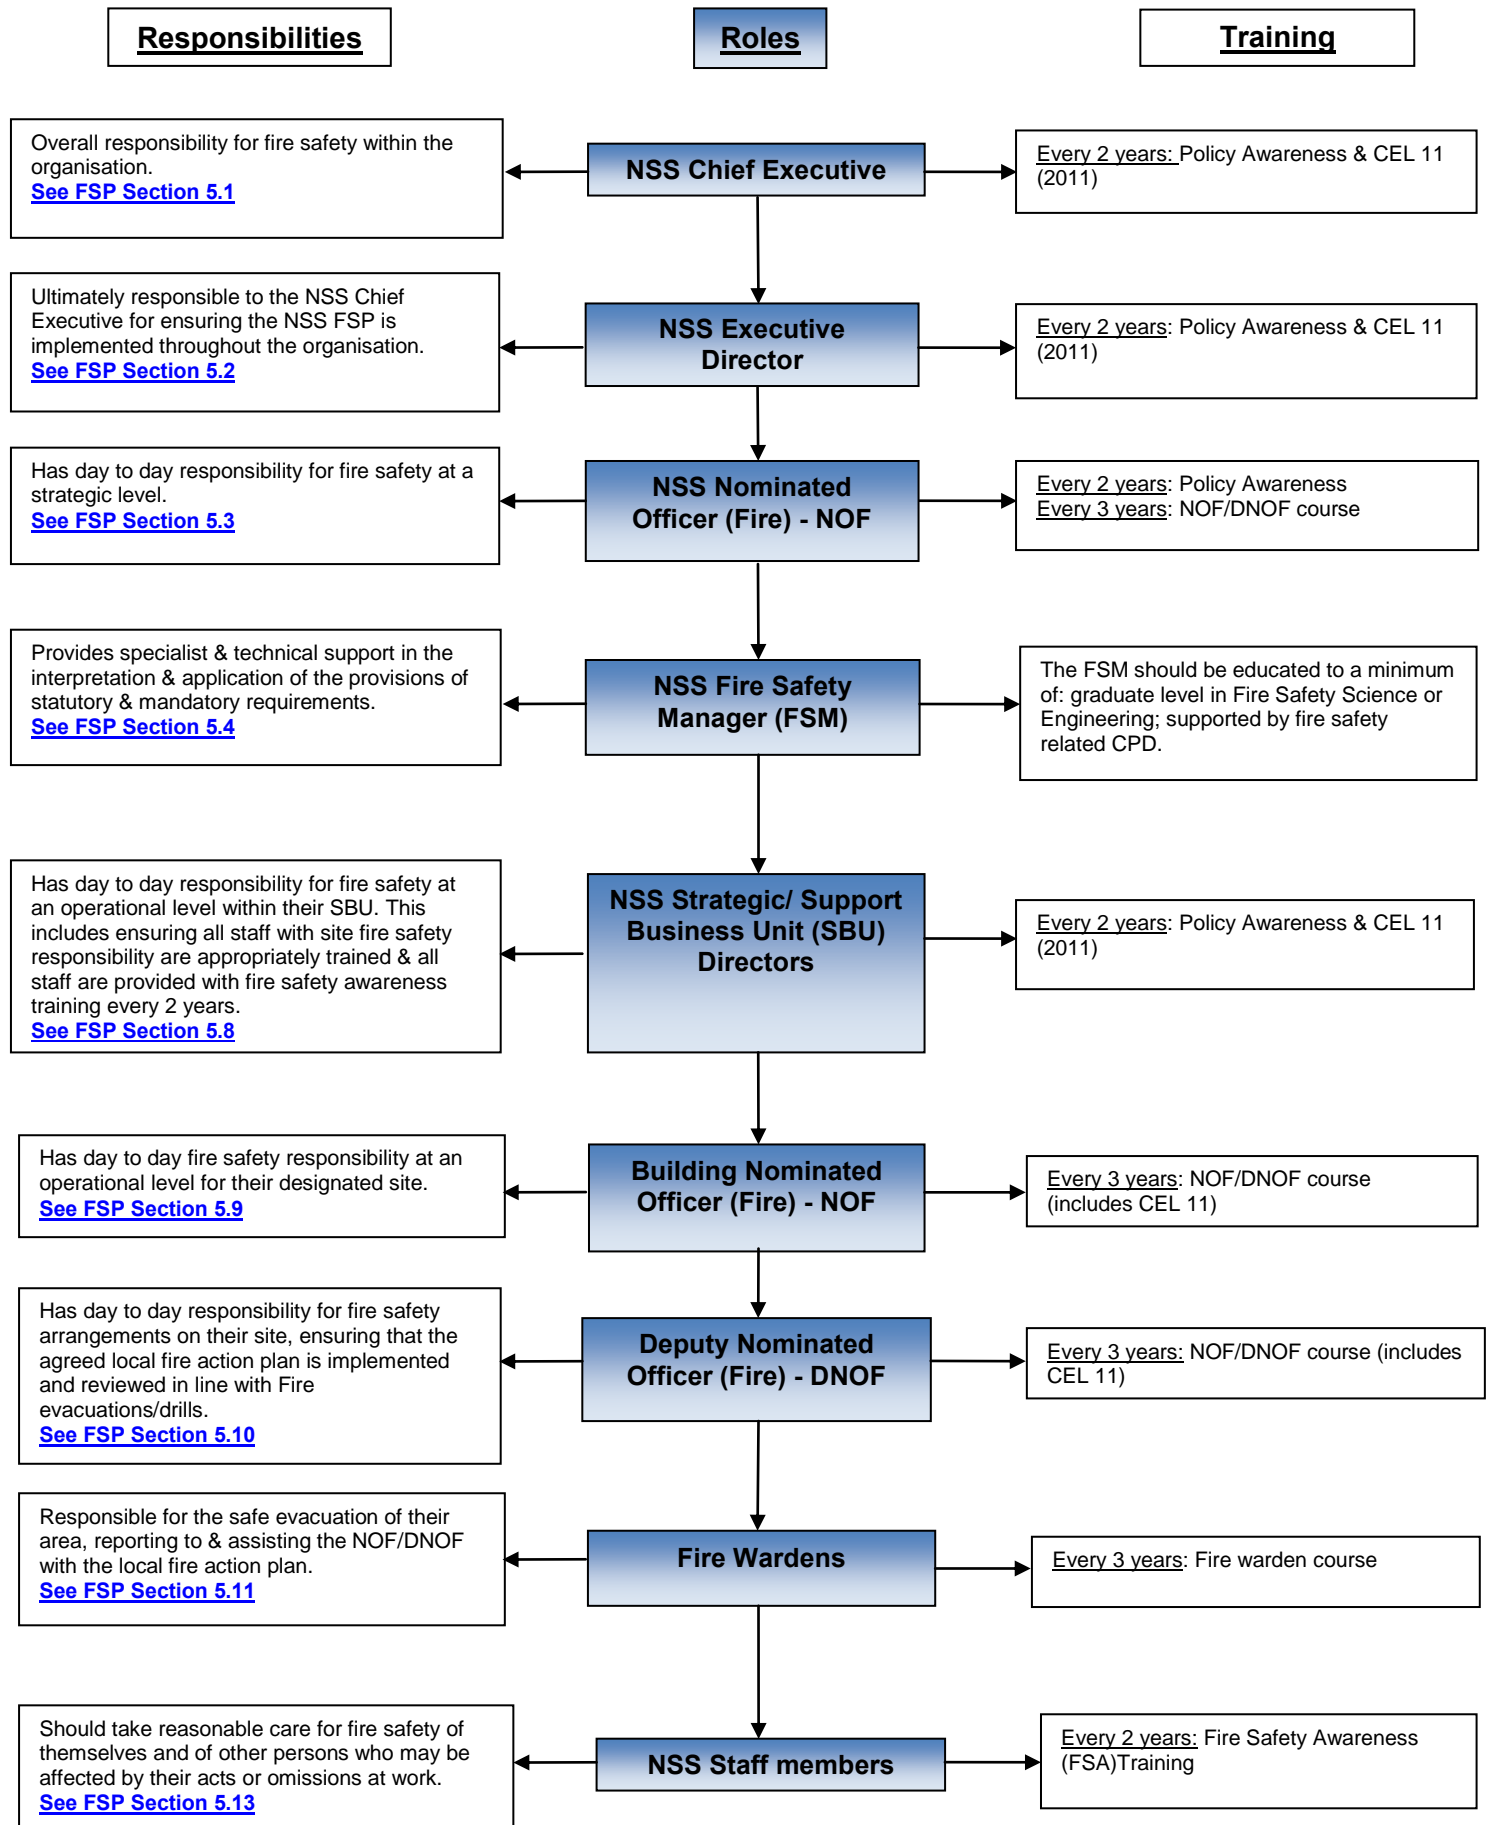 Responsibilities
Roles
Training
Overall responsibility for fire safety within the
organisation.
See FSP Section 5.1
NSS Chief Executive
Every 2 years: Policy Awareness & CEL 11
(2011)
Ultimately responsible to the NSS Chief
Executive for ensuring the NSS FSP is
implemented throughout the organisation.
See FSP Section 5.2
NSS Executive
Director
Every 2 years: Policy Awareness & CEL 11
(2011)
Has day to day responsibility for fire safety at a
strategic level.
See FSP Section 5.3
NSS Nominated
Officer (Fire) - NOF
Every 2 years: Policy Awareness
Every 3 years: NOF/DNOF course
Provides specialist & technical support in the
interpretation & application of the provisions of
statutory & mandatory requirements.
See FSP Section 5.4
NSS Fire Safety
Manager (FSM)
The FSM should be educated to a minimum
of: graduate level in Fire Safety Science or
Engineering; supported by fire safety
related CPD.
Has day to day responsibility for fire safety at
an operational level within their SBU. This
includes ensuring all staff with site fire safety
responsibility are appropriately trained & all
staff are provided with fire safety awareness
training every 2 years.
See FSP Section 5.8
NSS Strategic/ Support
Business Unit (SBU)
Directors
Every 2 years: Policy Awareness & CEL 11
(2011)
Has day to day fire safety responsibility at an
operational level for their designated site.
See FSP Section 5.9
Building Nominated
Officer (Fire) - NOF
Every 3 years: NOF/DNOF course
(includes CEL 11)
Has day to day responsibility for fire safety
arrangements on their site, ensuring that the
agreed local fire action plan is implemented
and reviewed in line with Fire
evacuations/drills.
See FSP Section 5.10
Deputy Nominated
Officer (Fire) - DNOF
Every 3 years: NOF/DNOF course (includes
CEL 11)
Responsible for the safe evacuation of their
area, reporting to & assisting the NOF/DNOF
with the local fire action plan.
See FSP Section 5.11
Fire Wardens
Every 3 years: Fire warden course
Should take reasonable care for fire safety of
themselves and of other persons who may be
affected by their acts or omissions at work.
See FSP Section 5.13
NSS Staff members
Every 2 years: Fire Safety Awareness
(FSA)Training